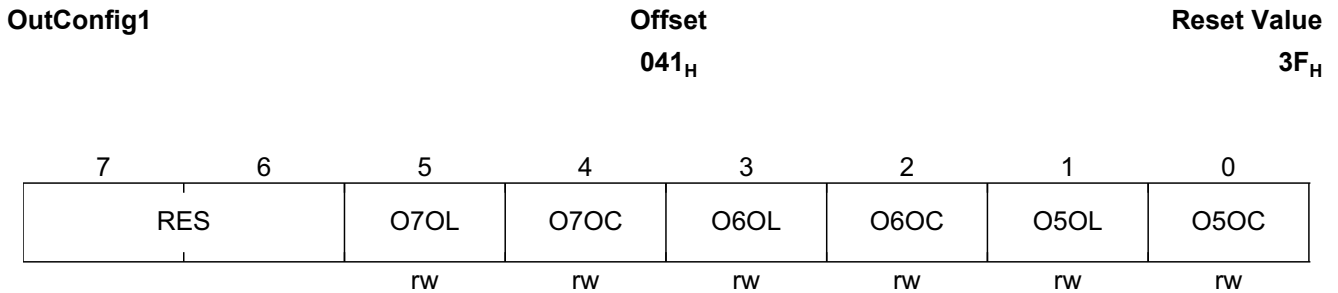 OutConfig1 Offset Reset Value
041H 3FH
7 6 5 4 3 2 1 0
RES O7OL O7OC O6OL O6OC O5OL O5OC
rw rw rw rw rw rw